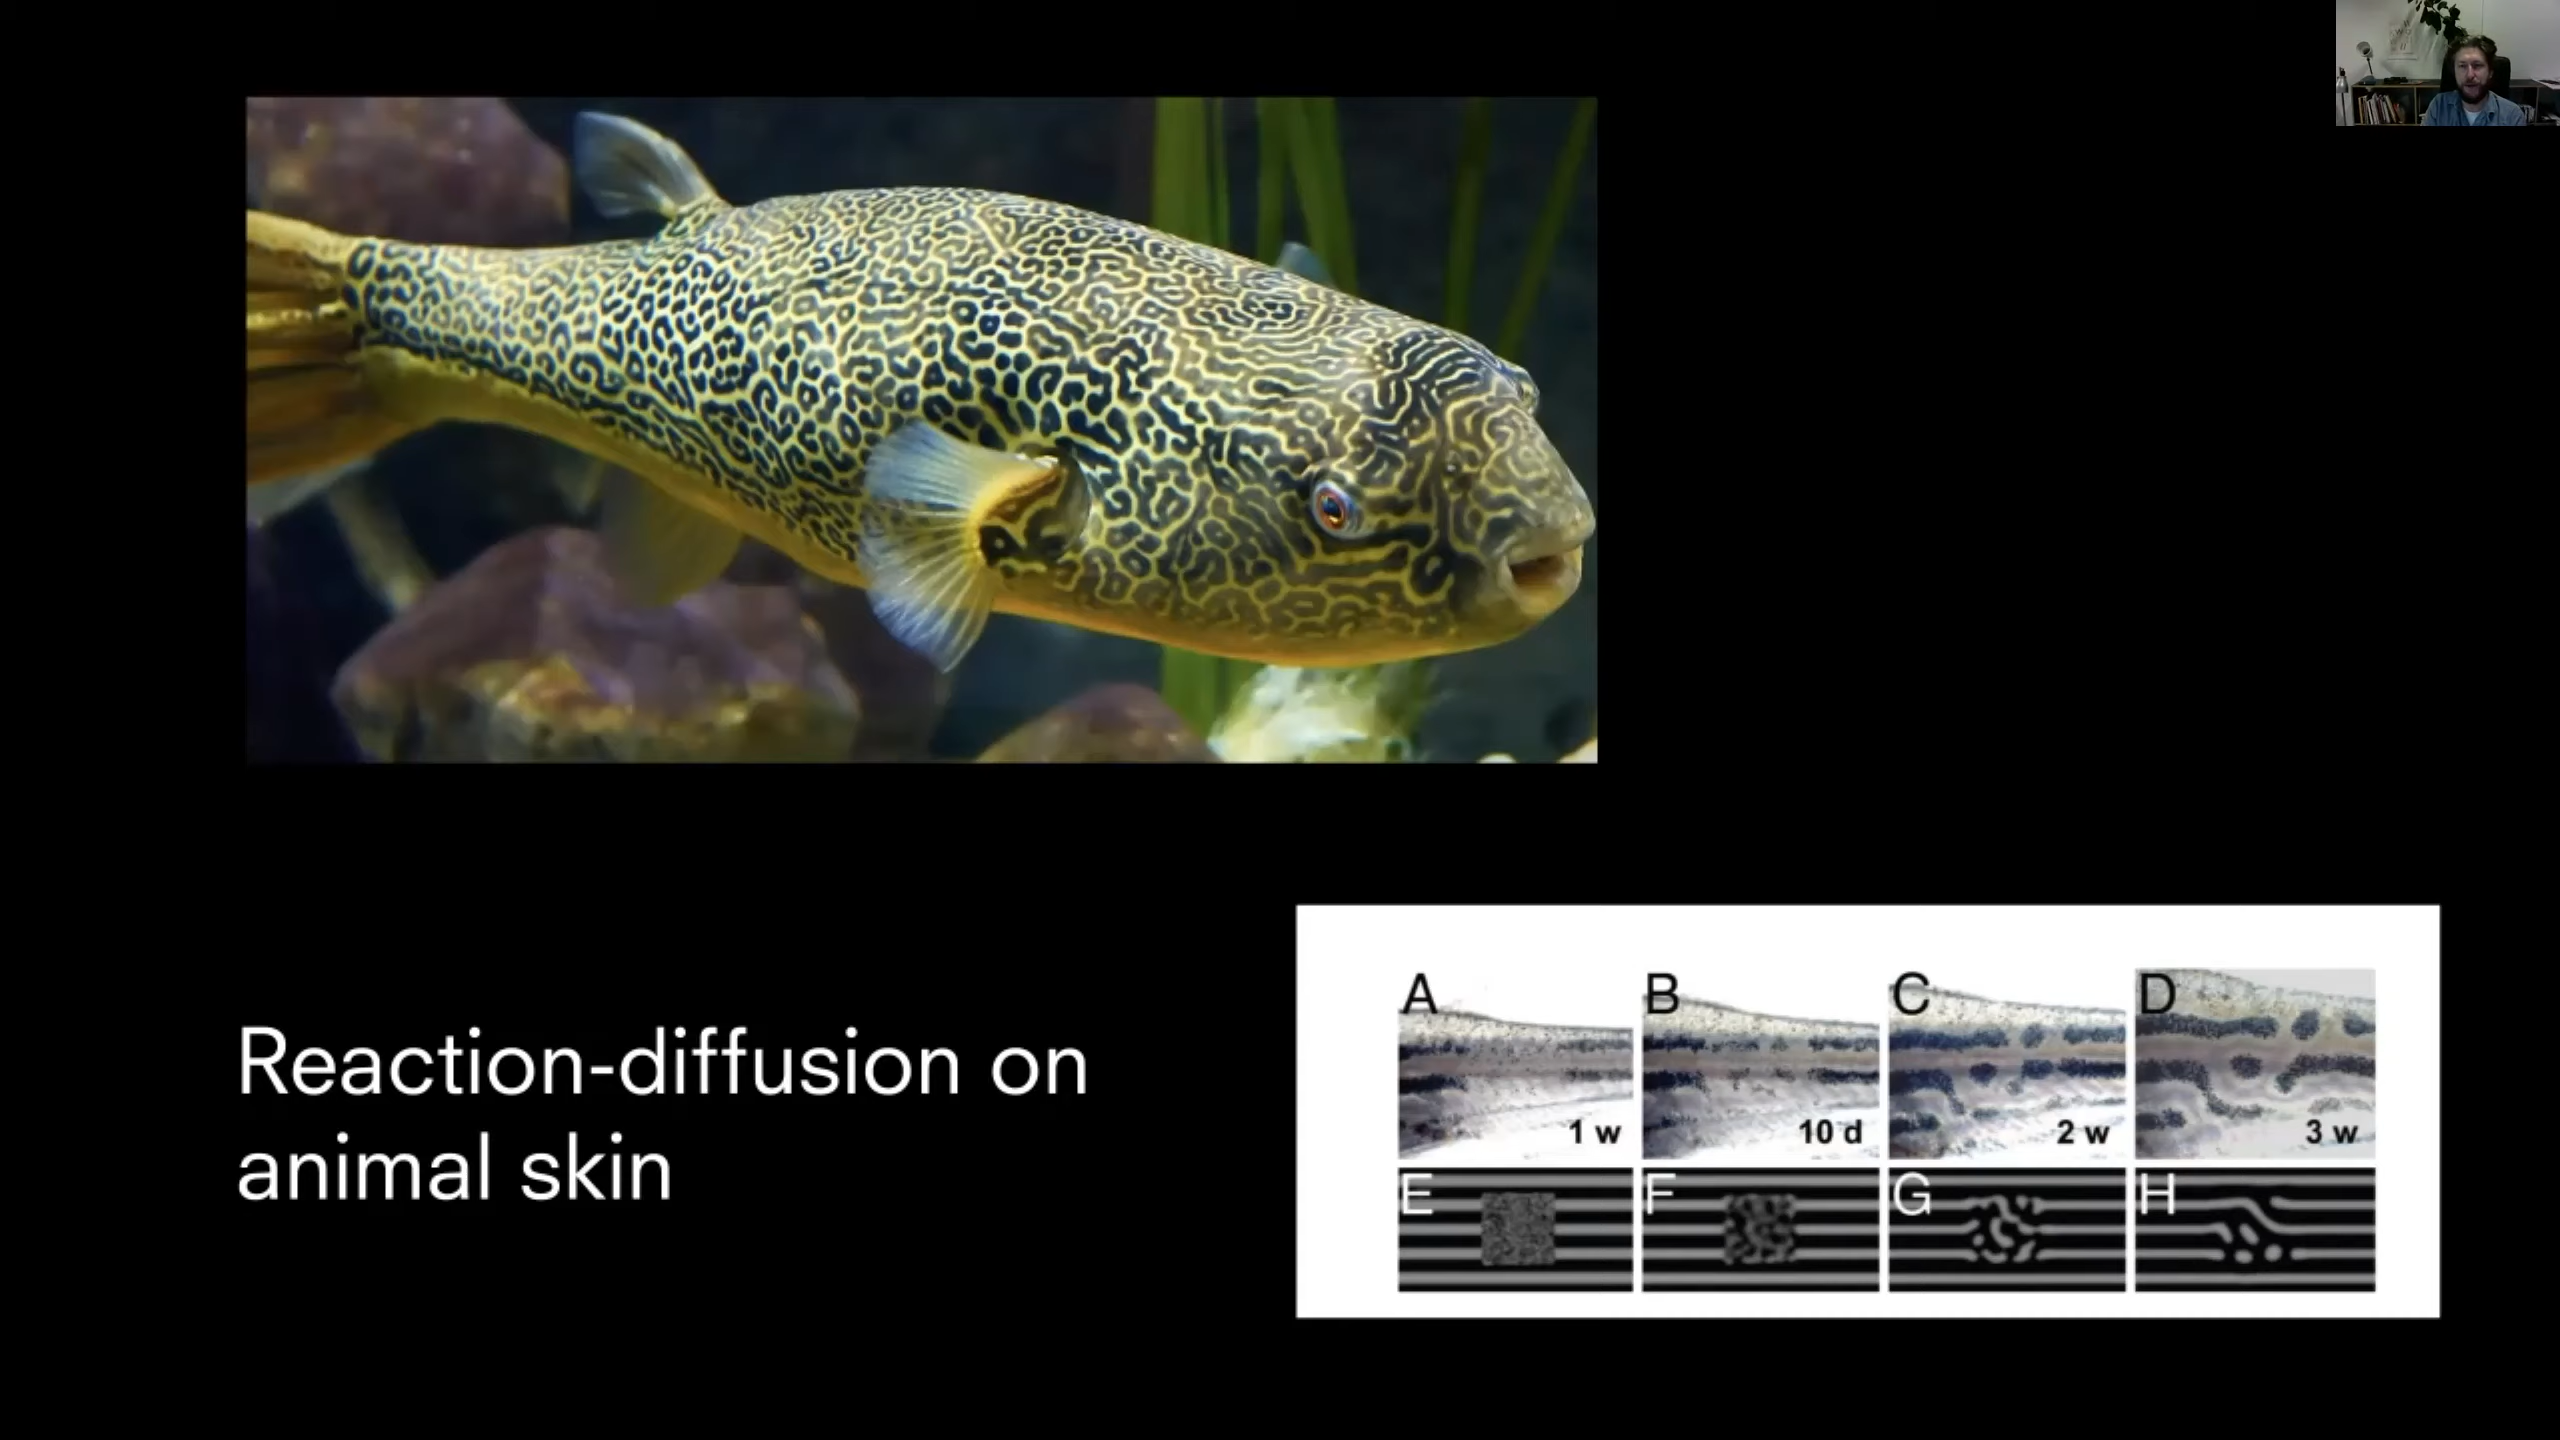 Reaction-diffusion on
animal skin
A B C D
1 w 10 d 2 w 3 w
E F G H